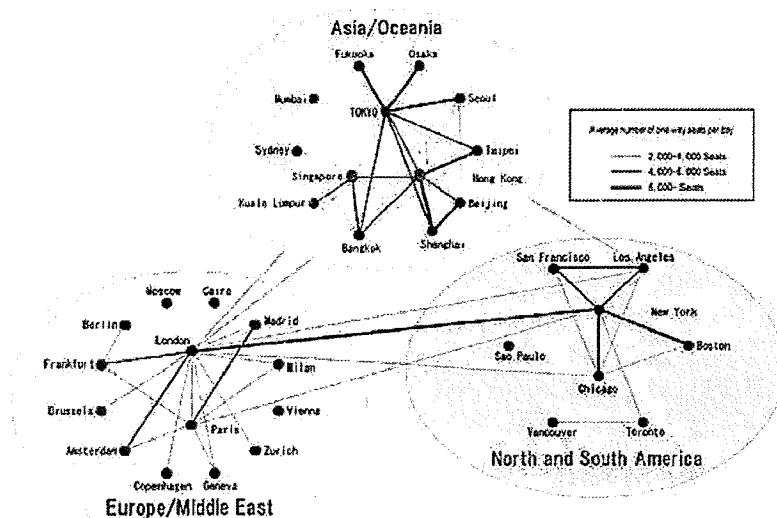 Asia/Oceania
Fukuoka
Osaka
Mumbai
TOKYO
Seoul
Average number of one way seats per day
2,000-4,000 Seats
4,000-6,000 Seats
6,000- Seats
Sydney
Taipei
Singapore
Hong Kong
Kuala Lumpur
Beijing
Bangkok
Shanghai
San Francisco
Los Angeles
Moscow
Cairo
Berlin
Madrid
London
New York
Frankfurt
Milan
Sao Paulo
Boston
Chicago
Brussels
Paris
Vienna
Amsterdam
Zurich
Vancouver
Toronto
Copenhagen
Geneva
North and South America
Europe/Middle East